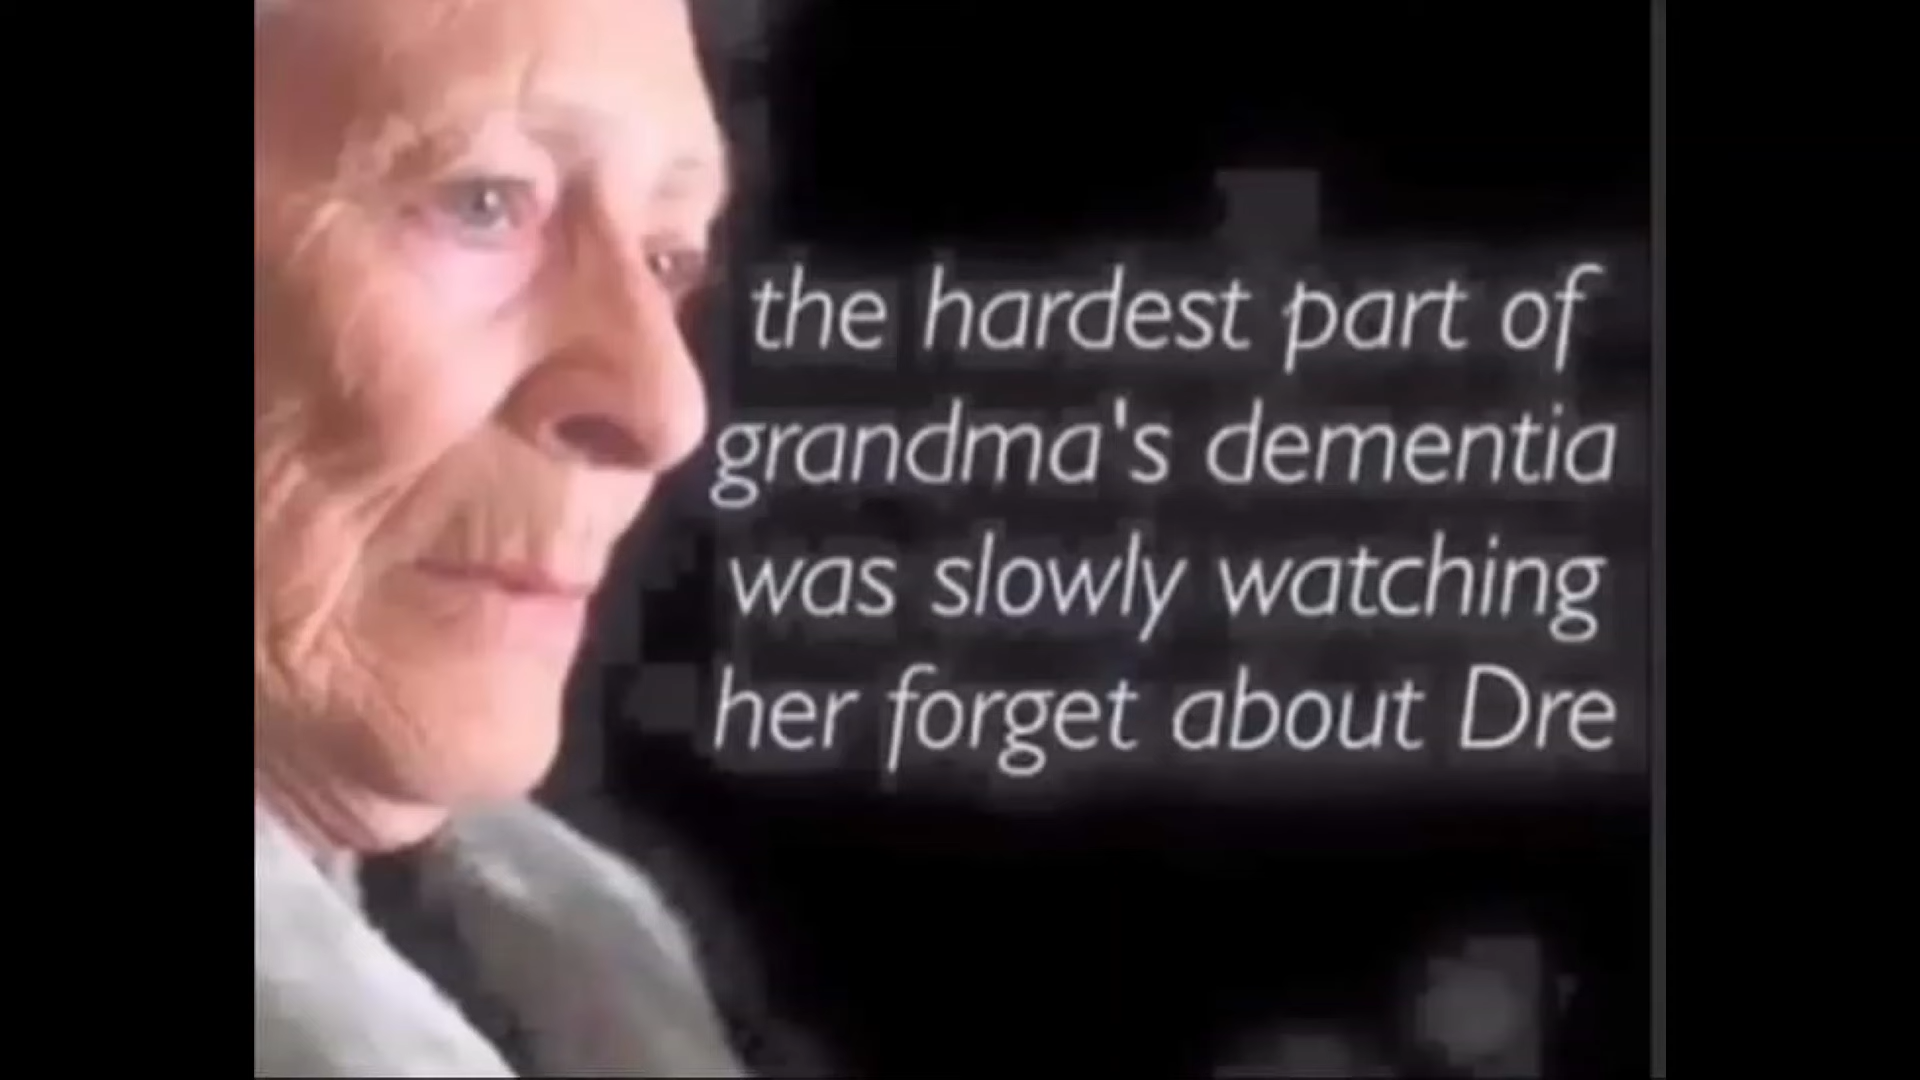 the hardest part of
grandma's dementia
was slowly watching
her forget about Dre